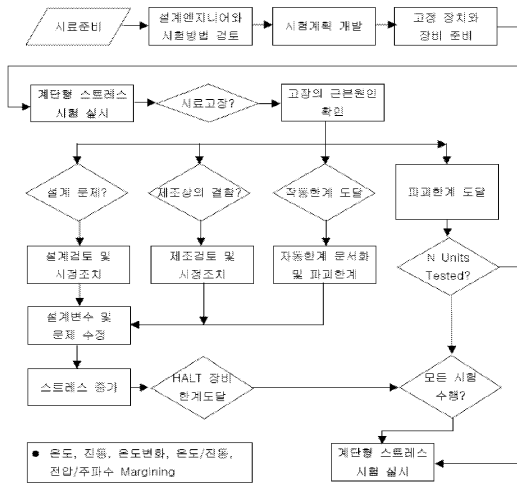 시료준비
설계엔지니어와
시험방법 검토
시험계획 개발
고정 장치와
장비 준비
계단형 스트레스
시험 실시
시료고장?
고장의 근본원인
확인
설계 문제?
제조상의 결함?
작동한계 도달
파괴한계 도달
설계검토 및
시정조치
제조검토 및
시정조치
작동한계 문서화
및 파괴한계
N Units
Tested?
설계변수 및
문제 수정
스트레스 증가
HALT 장비
한계도달
모든 시험
수행?
계단형 스트레스
시험 실시
● 온도, 진동, 온도변화, 온도/진동,
전압/주파수 Margining